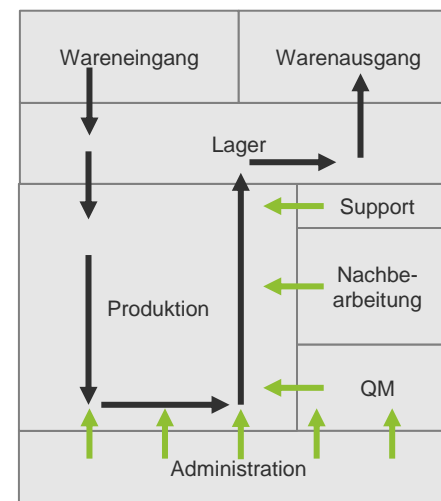 Wareneingang
Warenausgang
Lager
Support
Nachbe-
arbeitung
Produktion
QM
Administration